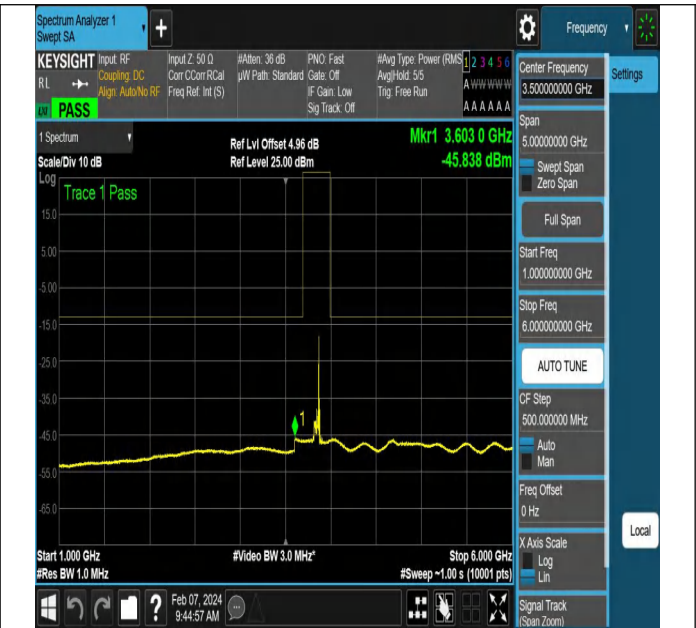 Spectrum Analyzer 1
Swept SA
+
Frequency
KEYSIGHT
RL
PASS
Input: RF
Coupling: DC
Align: Auto/No RF
Input Z: 50 Ω
Corr CCorr RCal
Freq Ref: Int (S)
#Atten: 36 dB
µW Path: Standard
PNO: Fast
Gate: Off
IF Gain: Low
Sig Track: Off
#Avg Type: Power (RMS
Avg|Hold: 5/5
Trig: Free Run
1 2 3 4 5 6
A W W W W W
A A A A A A
Center Frequency
3.500000000 GHz
Settings
1 Spectrum
Scale/Div 10 dB
Ref Lvl Offset 4.96 dB
Ref Level 25.00 dBm
Mkr1 3.603 0 GHz
-45.838 dBm
Span
5.00000000 GHz
Swept Span
Zero Span
Full Span
Start Freq
1.000000000 GHz
Stop Freq
6.000000000 GHz
AUTO TUNE
CF Step
500.000000 MHz
Auto
Man
Freq Offset
0 Hz
X Axis Scale
Log
Lin
Signal Track
(Span Zoom)
Local
Log
Trace 1 Pass
15.0
5.00
-5.00
-15.0
-25.0
-35.0
-45.0
-55.0
-65.0
1
Start 1.000 GHz
#Res BW 1.0 MHz
#Video BW 3.0 MHz*
Stop 6.000 GHz
#Sweep ~1.00 s (10001 pts)
?
Feb 07, 2024
9:44:57 AM